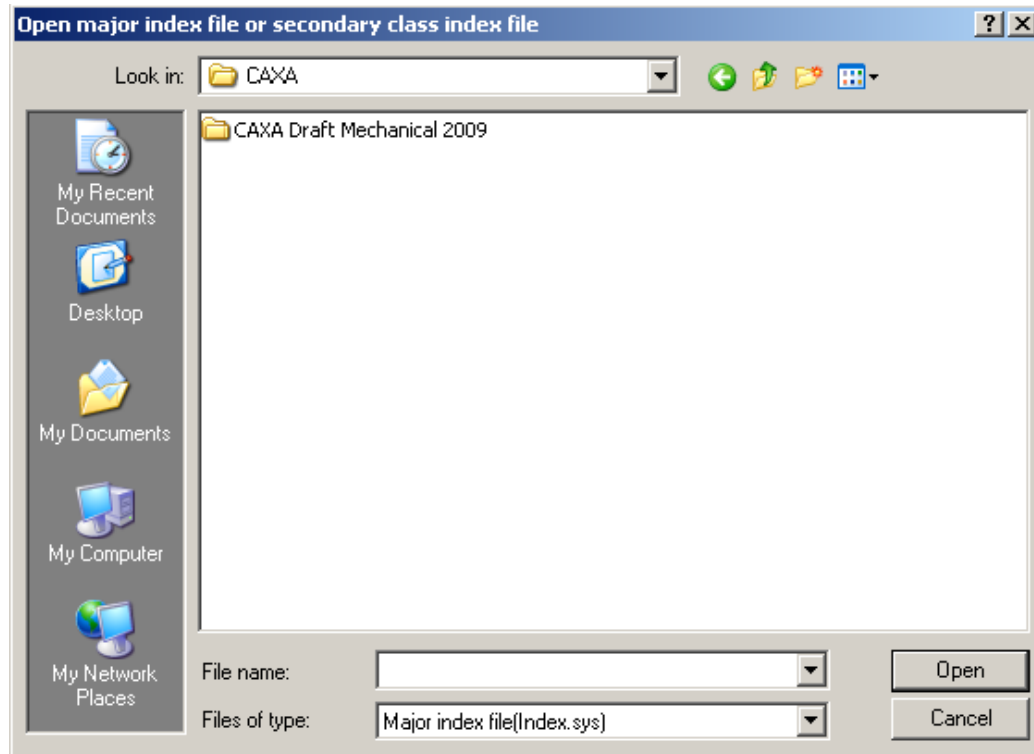 Open major index file or secondary class index file
Look in: CAXA
CAXA Draft Mechanical 2009
My Recent
Documents
Desktop
My Documents
My Computer
My Network
Places
File name:
Open
Files of type: Major index file(Index.sys)
Cancel